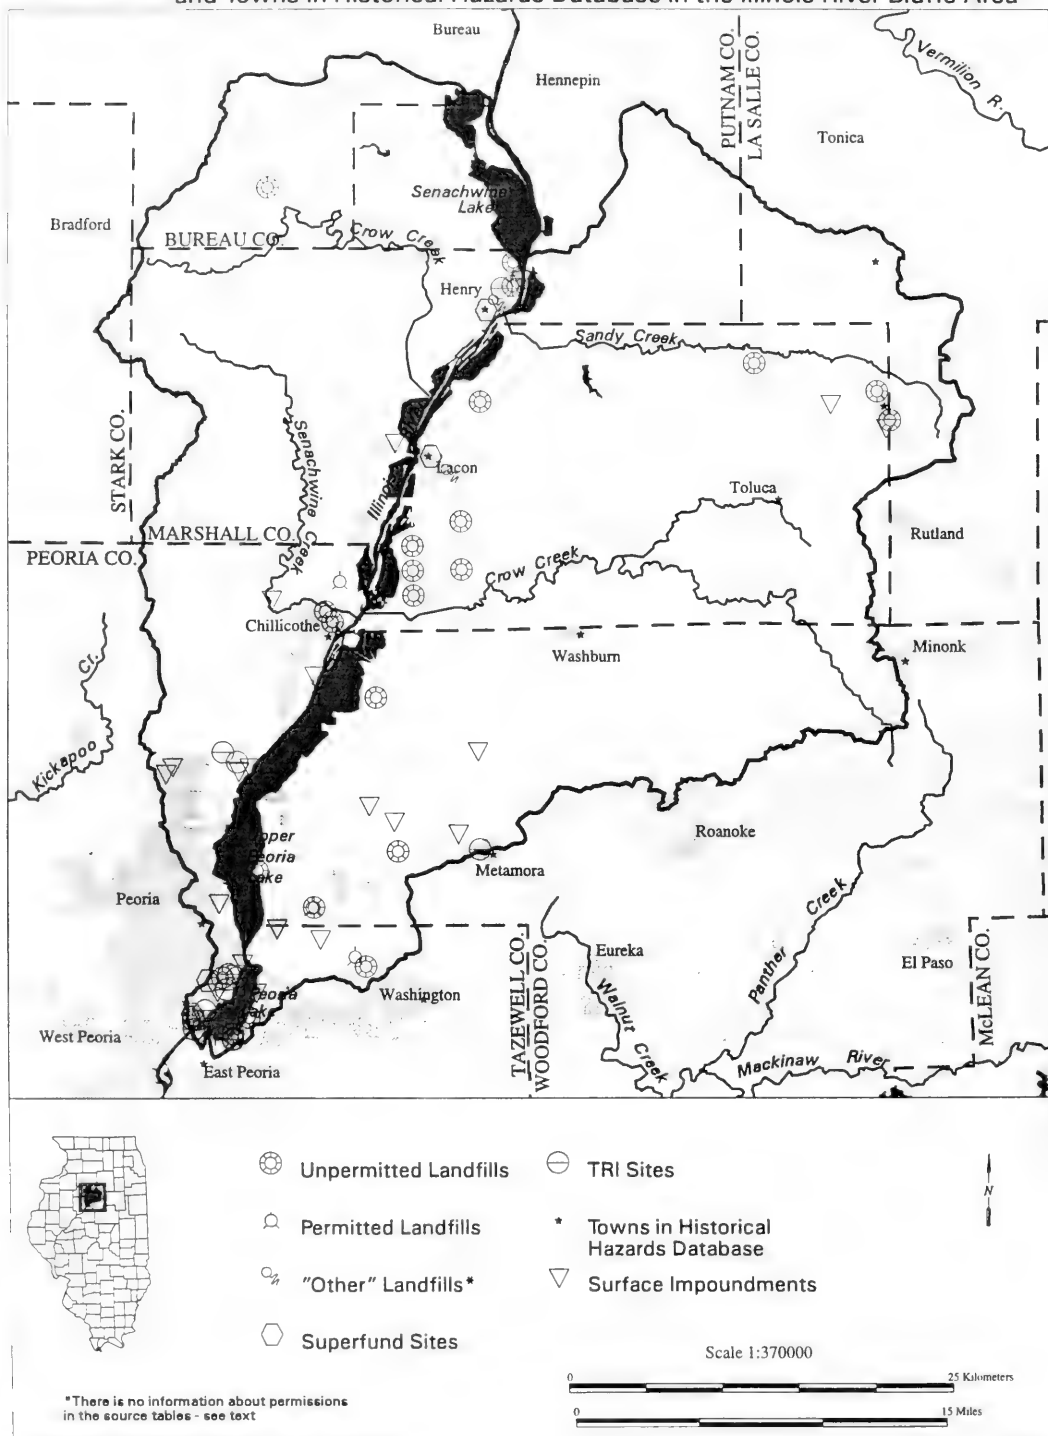 and Towns in Historical Hazards Database in the Illinois River Bluffs Area
Bureau
Hennepin
PUTNAM CO.
LA SALLE CO.
Vermilion R.
Tonica
Senachwine
Lake
Bradford
BUREAU CO.
Crow Creek
Henry
Sandy Creek
STARK CO.
Senachwine Creek
Illinois
Lacon
Toluca
MARSHALL CO.
PEORIA CO.
Rutland
Crow Creek
Chillicothe
Washburn
Minonk
Kickapoo
Cr.
Upper
Peoria
Lake
Roanoke
Metamora
Peoria
Panther Creek
Eureka
El Paso
TAZEWELL CO.
WOODFORD CO.
McLEAN CO.
Peoria
Lake
Washington
Walnut Creek
West Peoria
East Peoria
Mackinaw River
Unpermitted Landfills
TRI Sites
N
Permitted Landfills
Towns in Historical
Hazards Database
"Other" Landfills*
Surface Impoundments
Superfund Sites
Scale 1:370000
0 25 Kilometers
0 15 Miles
*There is no information about permissions
in the source tables - see text